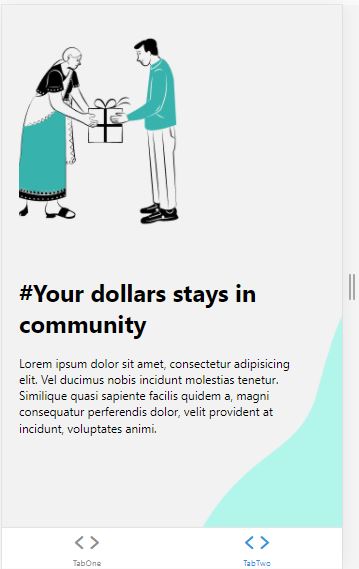 #Your dollars stays in
community
Lorem ipsum dolor sit amet, consectetur adipisicing
elit. Vel ducimus nobis incidunt molestias tenetur.
Similique quasi sapiente facilis quidem a, magni
consequatur perferendis dolor, velit provident at
incidunt, voluptates animi.
TabOne
TabTwo